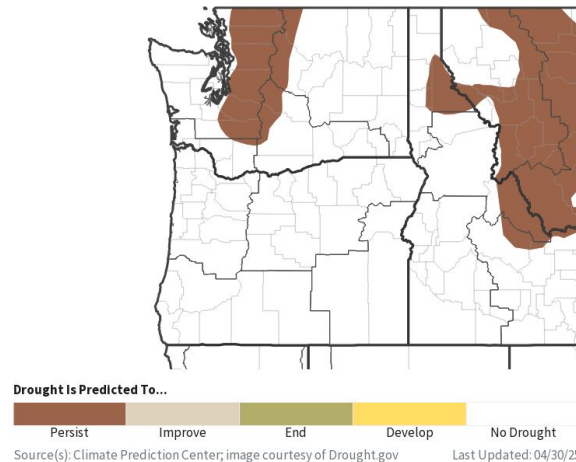 Drought Is Predicted To...
Persist Improve End Develop No Drought
Source(s): Climate Prediction Center; image courtesy of Drought.gov Last Updated: 04/30/25